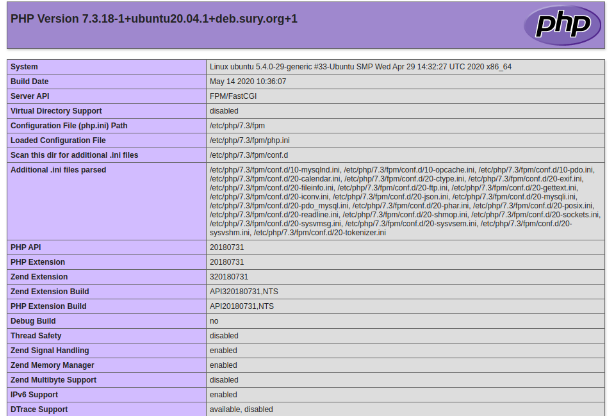 PHP Version 7.3.18-1+ubuntu20.04.1+deb.sury.org+1
php
System Linux ubuntu 5.4.0-29-generic #33-Ubuntu SMP Wed Apr 29 14:32:27 UTC 2020 x86_64
Build Date May 14 2020 10:36:07
Server API FPM/FastCGI
Virtual Directory Support disabled
Configuration File (php.ini) Path /etc/php/7.3/fpm
Loaded Configuration File /etc/php/7.3/fpm/php.ini
Scan this dir for additional .ini files /etc/php/7.3/fpm/conf.d
Additional .ini files parsed /etc/php/7.3/fpm/conf.d/10-mysqlnd.ini, /etc/php/7.3/fpm/conf.d/10-opcache.ini, /etc/php/7.3/fpm/conf.d/10-pdo.ini,
/etc/php/7.3/fpm/conf.d/20-calendar.ini, /etc/php/7.3/fpm/conf.d/20-ctype.ini, /etc/php/7.3/fpm/conf.d/20-exif.ini,
/etc/php/7.3/fpm/conf.d/20-fileinfo.ini, /etc/php/7.3/fpm/conf.d/20-ftp.ini, /etc/php/7.3/fpm/conf.d/20-gettext.ini,
/etc/php/7.3/fpm/conf.d/20-iconv.ini, /etc/php/7.3/fpm/conf.d/20-json.ini, /etc/php/7.3/fpm/conf.d/20-mysqli.ini,
/etc/php/7.3/fpm/conf.d/20-pdo_mysql.ini, /etc/php/7.3/fpm/conf.d/20-phar.ini, /etc/php/7.3/fpm/conf.d/20-posix.ini,
/etc/php/7.3/fpm/conf.d/20-readline.ini, /etc/php/7.3/fpm/conf.d/20-shmop.ini, /etc/php/7.3/fpm/conf.d/20-sockets.ini,
/etc/php/7.3/fpm/conf.d/20-sysvmsg.ini, /etc/php/7.3/fpm/conf.d/20-sysvsem.ini, /etc/php/7.3/fpm/conf.d/20-
sysvshm.ini, /etc/php/7.3/fpm/conf.d/20-tokenizer.ini
PHP API 20180731
PHP Extension 20180731
Zend Extension 320180731
Zend Extension Build API320180731,NTS
PHP Extension Build API20180731,NTS
Debug Build no
Thread Safety disabled
Zend Signal Handling enabled
Zend Memory Manager enabled
Zend Multibyte Support disabled
IPv6 Support enabled
DTrace Support available, disabled